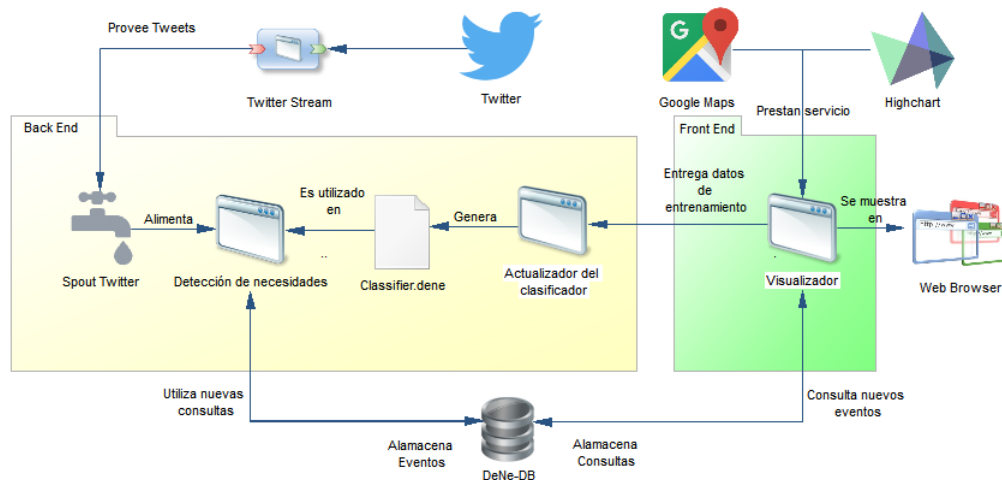 Provee Tweets
Twitter Stream
Twitter
G
Google Maps
Highchart
Prestan servicio
Back End
Front End
Spout Twitter
Alimenta
Detección de necesidades
Es utilizado
en
..
Classifier.dene
Genera
Actualizador del
clasificador
Entrega datos
de
entrenamiento
.
Visualizador
Se muestra
en
Web Browser
Utiliza nuevas
consultas
Alamacena
Eventos
DeNe-DB
Alamacena
Consultas
Consulta nuevos
eventos